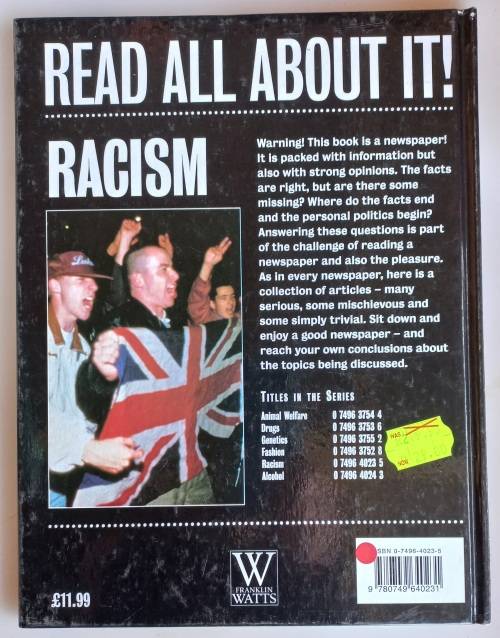 READ ALL ABOUT IT!
RACISM
Warning! This book is a newspaper!
It is packed with information but
also with strong opinions. The facts
are right, but are there some
missing? Where do the facts end
and the personal politics begin?
Answering these questions is part
of the challenge of reading a
newspaper and also the pleasure.
As in every newspaper, here is a
collection of articles – many
serious, some mischievous and
some simply trivial. Sit down and
enjoy a good newspaper – and
reach your own conclusions about
the topics being discussed.
TITLES IN THE SERIES
Animal Welfare 0 7496 3754 4
Drugs 0 7496 3753 6
Genetics 0 7496 3755 2
Fashion 0 7496 3752 8
Racism 0 7496 4023 5
Alcohol 0 7496 4024 3
WAS
NOW
£11.99
W
FRANKLIN
WATTS
SBN 0-7496-4023-5
9 780749 640231